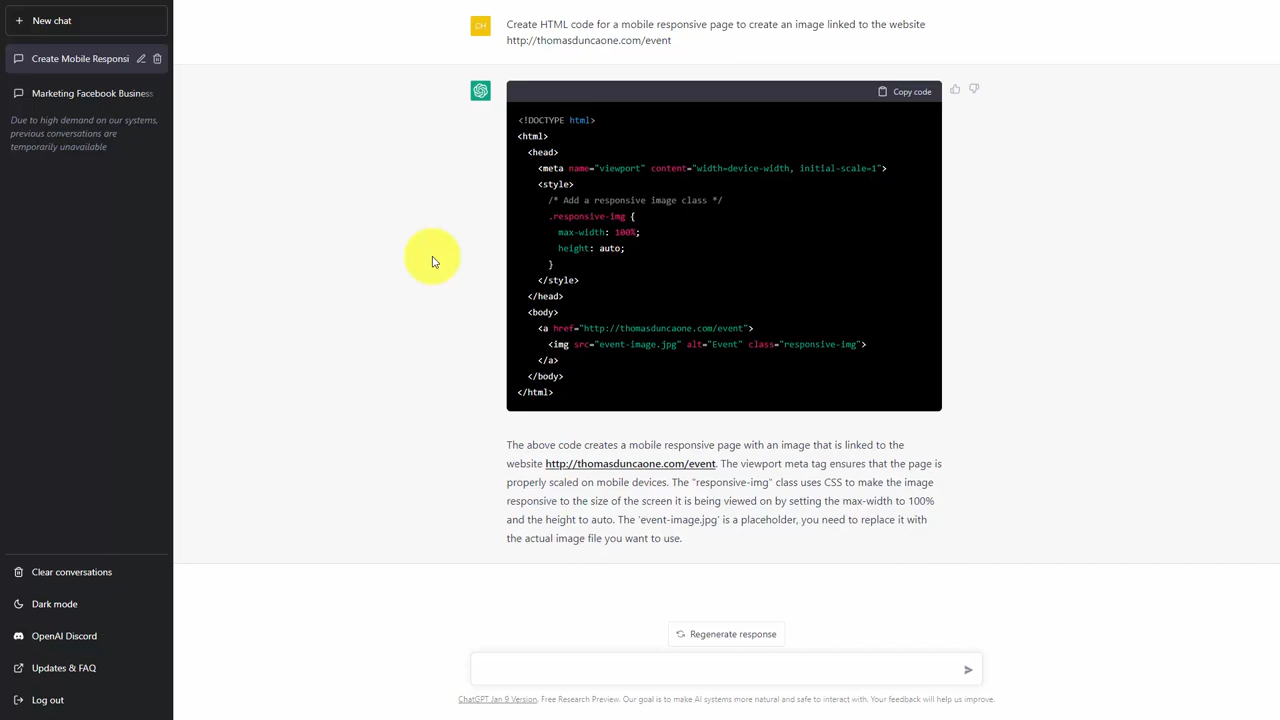 New chat
Create Mobile Responsi
Marketing Facebook Business
Due to high demand on our systems,
previous conversations are
temporarily unavailable
Clear conversations
Dark mode
OpenAI Discord
Updates & FAQ
Log out
CH
Create HTML code for a mobile responsive page to create an image linked to the website
http://thomasduncaone.com/event
Copy code
<!DOCTYPE html>
<html>
<head>
<meta name="viewport" content="width=device-width, initial-scale=1">
<style>
/* Add a responsive image class */
.responsive-img {
max-width: 100%;
height: auto;
}
</style>
</head>
<body>
<a href="http://thomasduncaone.com/event">
<img src="event-image.jpg" alt="Event" class="responsive-img">
</a>
</body>
</html>
The above code creates a mobile responsive page with an image that is linked to the
website http://thomasduncaone.com/event. The viewport meta tag ensures that the page is
properly scaled on mobile devices. The "responsive-img" class uses CSS to make the image
responsive to the size of the screen it is being viewed on by setting the max-width to 100%
and the height to auto. The 'event-image.jpg' is a placeholder, you need to replace it with
the actual image file you want to use.
Regenerate response
ChatGPT Jan 9 Version. Free Research Preview. Our goal is to make AI systems more natural and safe to interact with. Your feedback will help us improve.